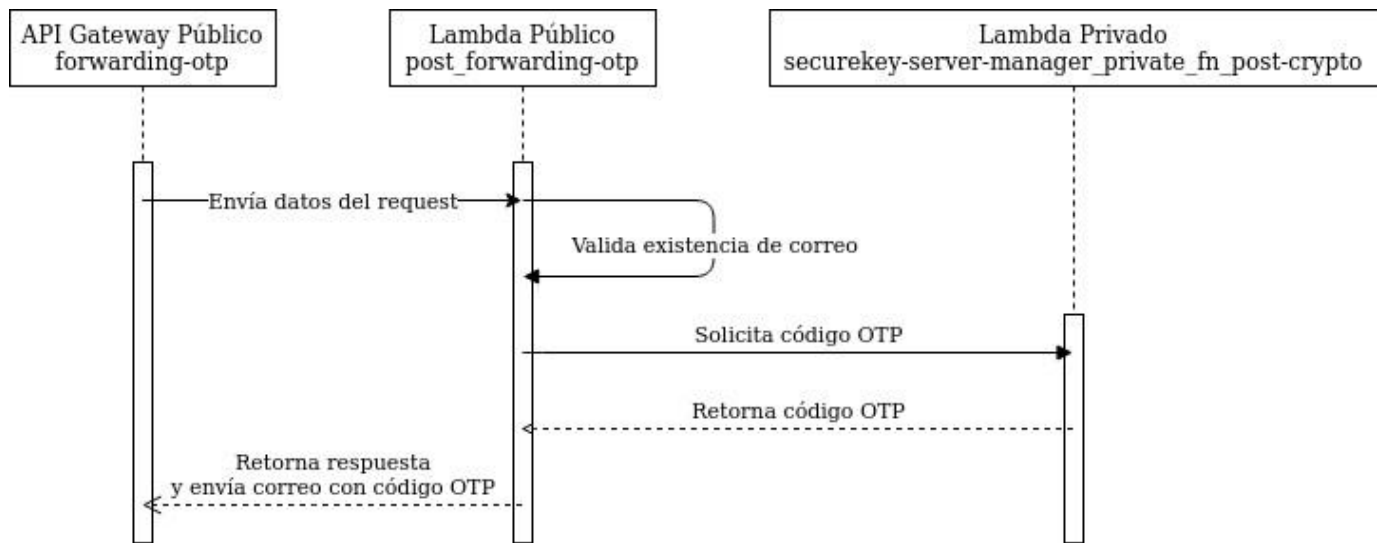 API Gateway Público
forwarding-otp
Lambda Público
post_forwarding-otp
Lambda Privado
securekey-server-manager_private_fn_post-crypto
Envía datos del request
Valida existencia de correo
Solicita código OTP
Retorna código OTP
Retorna respuesta
y envía correo con código OTP